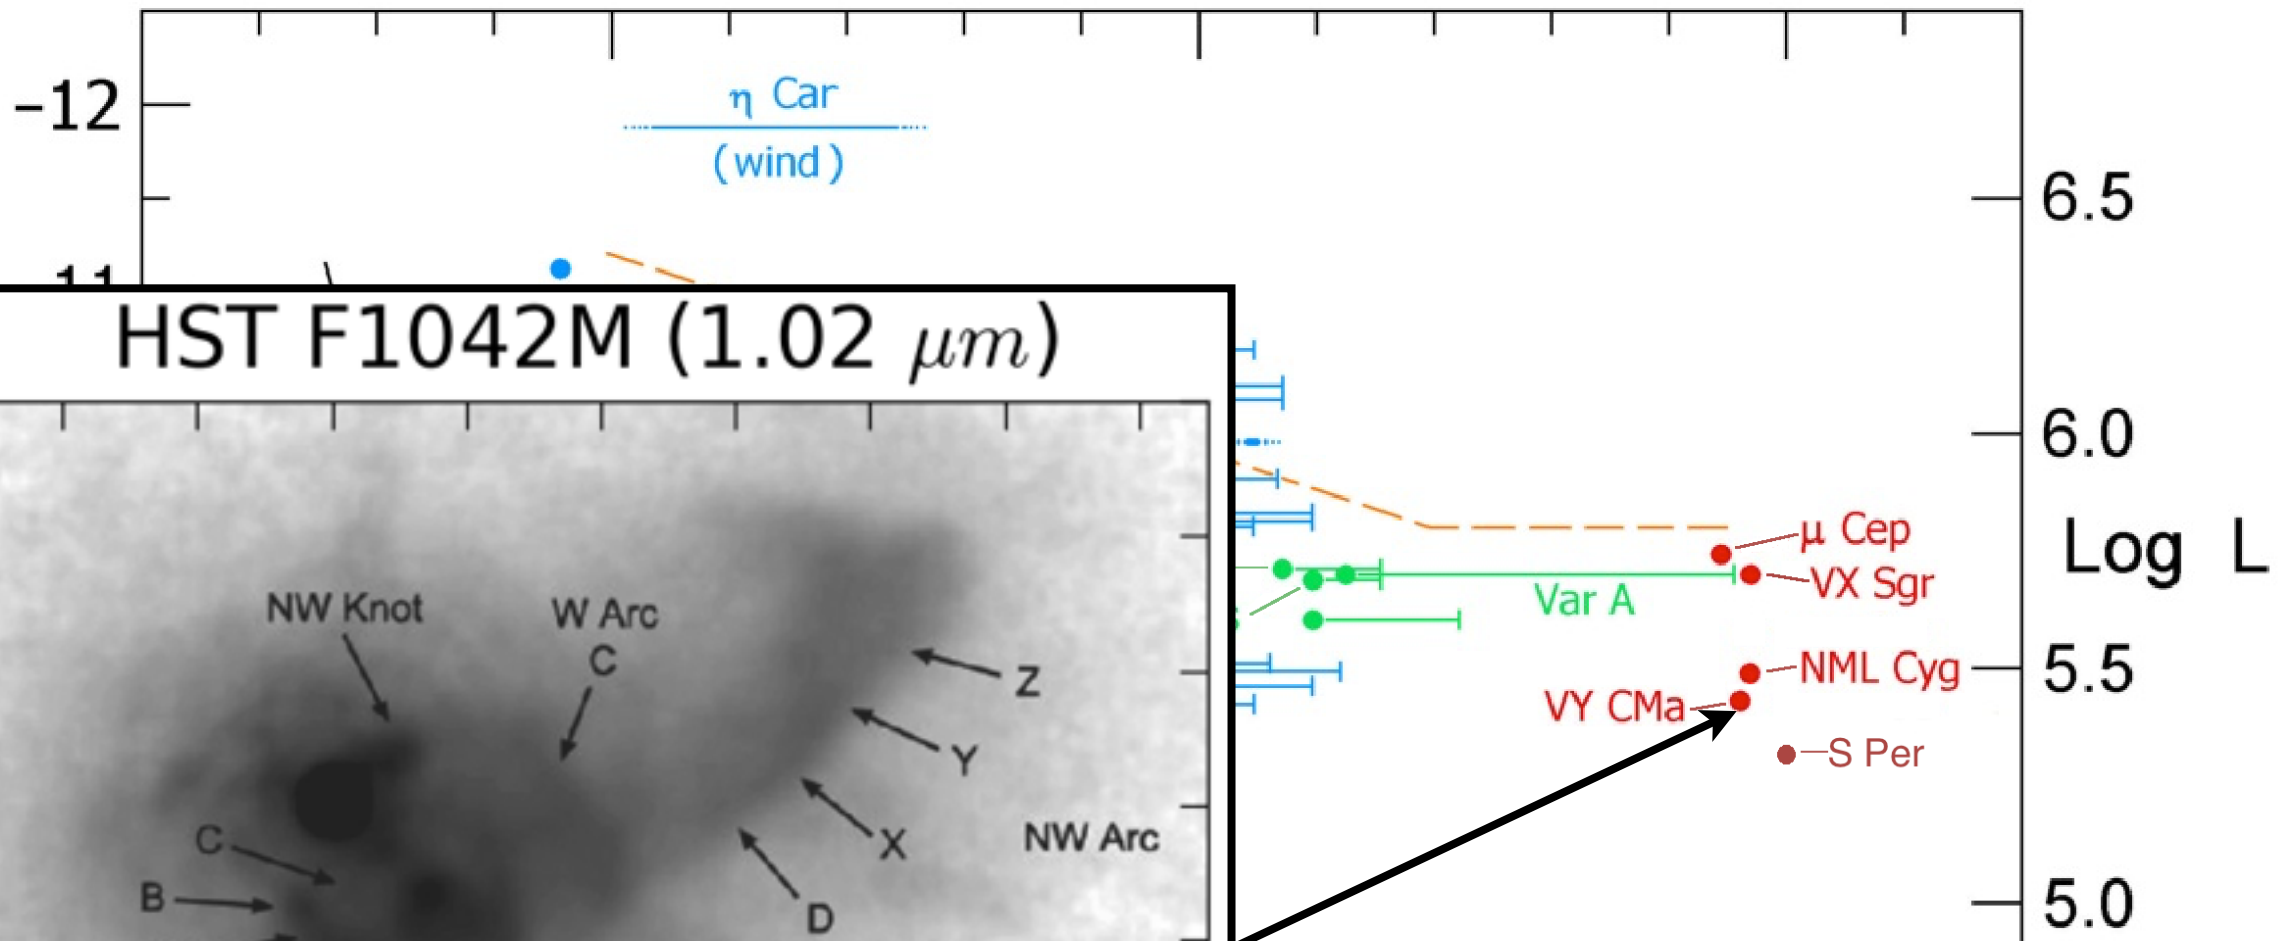 −12
η Car
(wind)
6.5
11
HST F1042M (1.02 μm)
6.0
μ Cep
Log L
VX Sgr
Var A
NW Knot
W Arc
C
Z
NML Cyg
5.5
VY CMa
Y
S Per
C
X
NW Arc
B
D
5.0